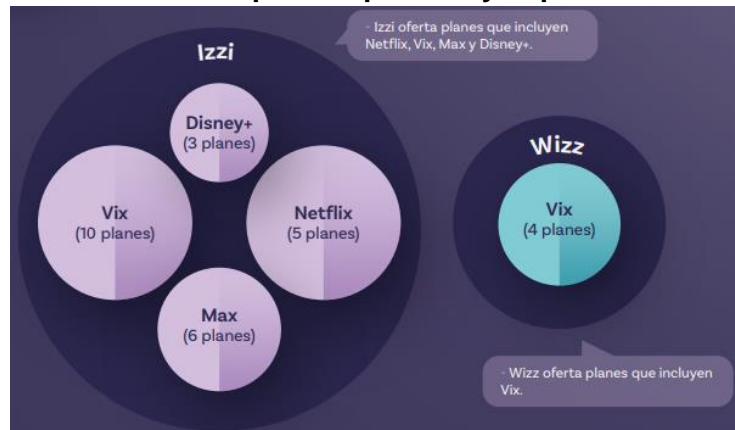 - Izzi oferta planes que incluyen
Netflix, Vix, Max y Disney+.
Izzi
Disney+
(3 planes)
Vix
(10 planes)
Netflix
(5 planes)
Max
(6 planes)
Wizz
Vix
(4 planes)
- Wizz oferta planes que incluyen
Vix.